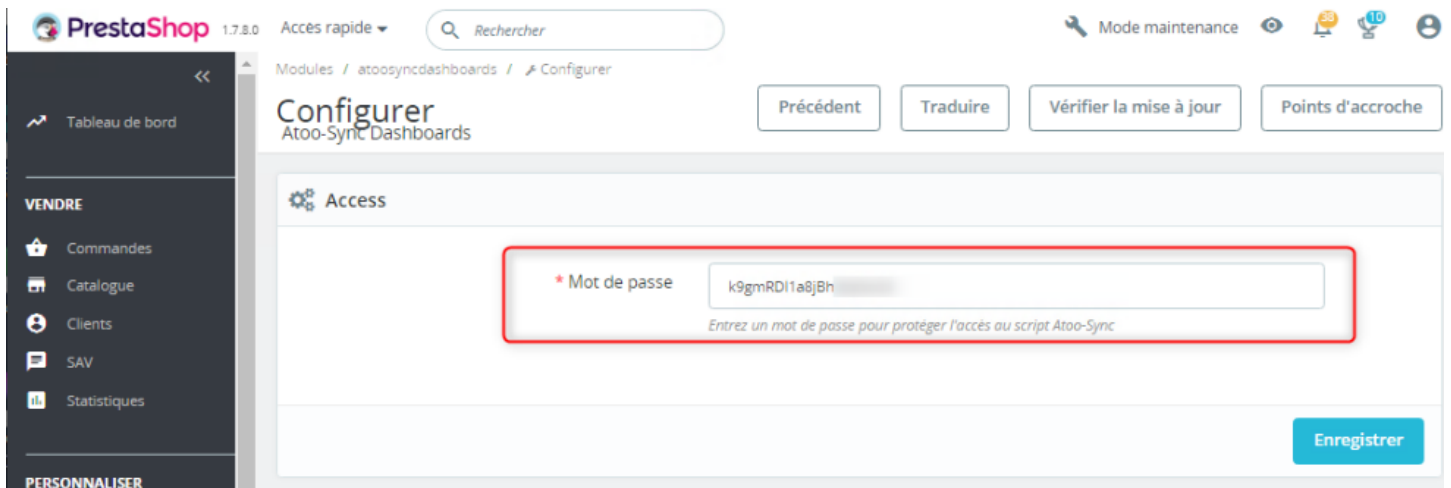 PrestaShop 1.7.8.0 Accès rapide Rechercher Mode maintenance 38 10
Modules / atoosyncdashboards / Configurer
Configurer
Atoo-Sync Dashboards
Précédent Traduire Vérifier la mise à jour Points d'accroche
Tableau de bord
VENDRE
Commandes
Catalogue
Clients
SAV
Statistiques
PERSONNALISER
Access
* Mot de passe k9gmRDI1a8jBh
Entrez un mot de passe pour protéger l'accès au script Atoo-Sync
Enregistrer